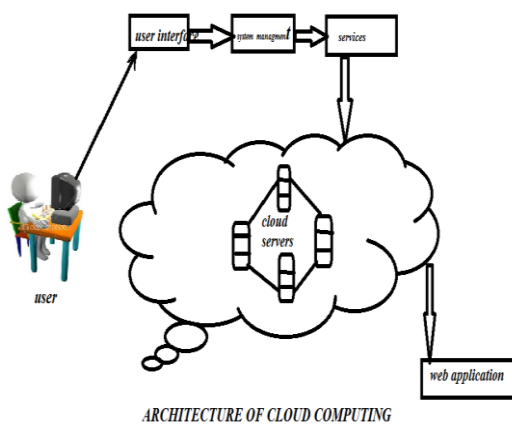 user interface
system managment
services
cloud
servers
user
web application
ARCHITECTURE OF CLOUD COMPUTING